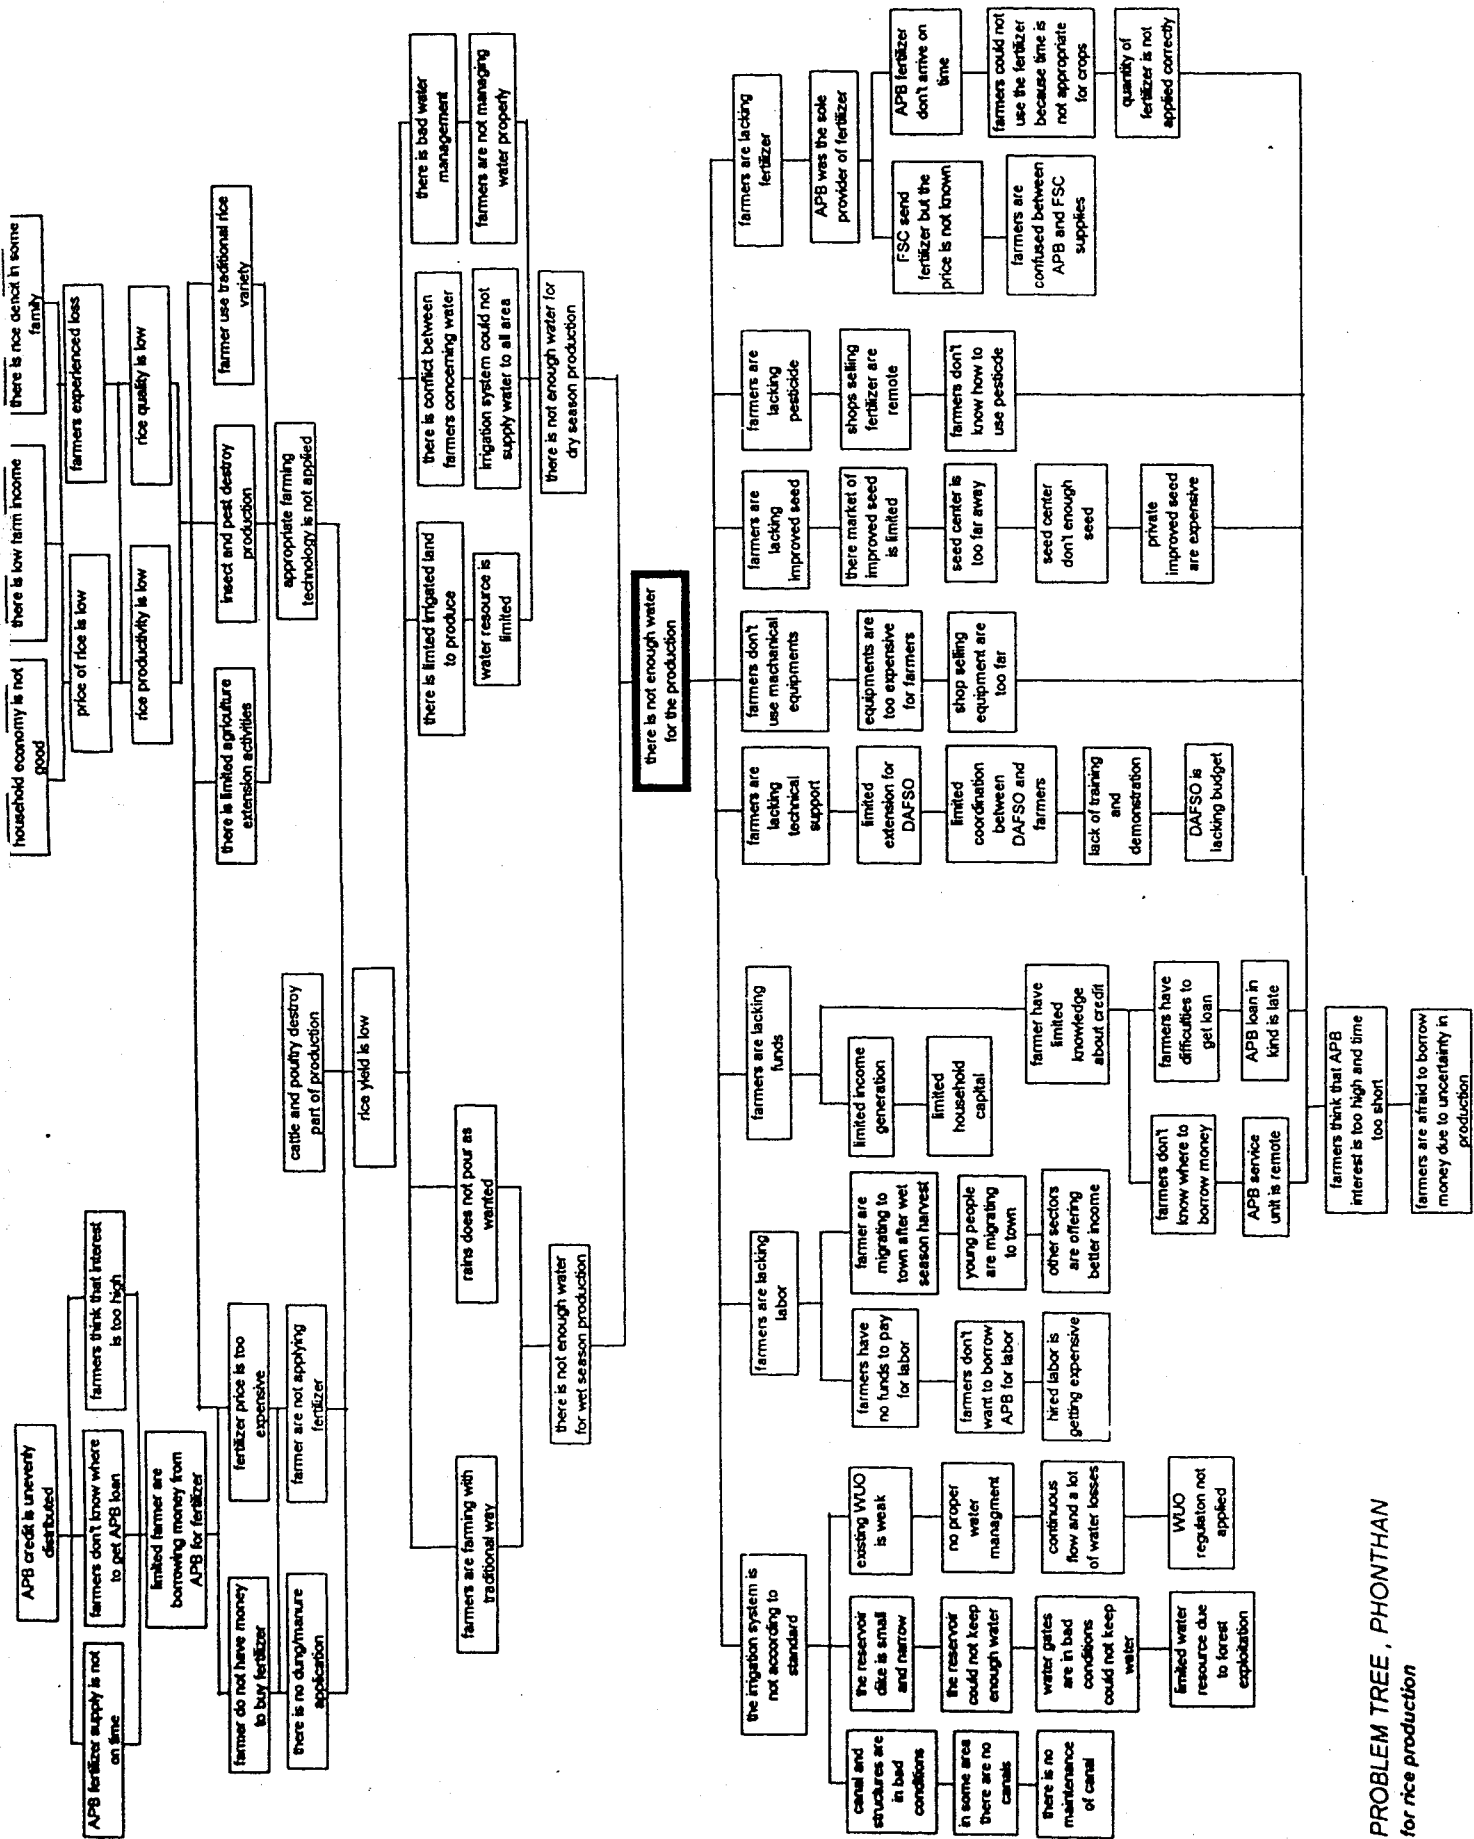 APB credit is unevenly
distributed
APB fertilizer supply is not
on time
farmers don't know where
to get APB loan
farmers think that interest
is too high
limited farmer are
borrowing money from
APB for fertilizer
household economy is not
good
there is low farm income
there is rice deficit in some
family
price of rice is low
farmers experienced loss
rice productivity is low
rice quality is low
farmer do not have money
to buy fertilizer
fertilizer price is too
expensive
there is limited agriculture
extension activities
insect and pest destroy
production
farmer use traditional rice
variety
there is no dung/manure
application
farmer are not applying
fertilizer
cattle and poultry destroy
part of production
appropriate farming
technology is not applied
rice yield is low
farmers are farming with
traditional way
rains does not pour as
wanted
there is limted irrigated land
to produce
there is conflict between
farmers concerning water
there is bad water
management
water resource is
limited
irrigation system could not
supply water to all area
farmers are not managing
water properly
there is not enough water
for wet season production
there is not enough water for
dry season production
there is not enough water
for the production
the irrigation system is
not according to
standard
canal and
structures are
in bad
conditions
in some area
there are no
canals
there is no
maintenance
of canal
the reservoir
dike is small
and narrow
the reservoir
could not keep
enough water
water gates
are in bad
conditions
could not keep
water
limited water
resource due
to forest
exploitation
existing WUO
is weak
no proper
water
managment
continuous
flow and a lot
of water losses
WUO
regulaton not
applied
farmers are lacking
labor
farmers have
no funds to pay
for labor
farmers don't
want to borrow
APB for labor
hired labor is
getting expensive
farmer are
migrating to
town after wet
season harvest
young people
are migrating
to town
other sectors
are offering
better income
farmers are lacking
funds
limited income
generation
limited
household
capital
farmer have
limited
knowledge
about credit
farmers don't
know where to
borrow money
APB service
unit is remote
farmers have
difficulties to
get loan
APB loan in
kind is late
farmers think that APB
interest is too high and time
too short
farmers are afraid to borrow
money due to uncertainty in
production
farmers are
lacking
technical
support
limited
extension for
DAFSO
limited
coordination
between
DAFSO and
farmers
lack of training
and
demonstration
DAFSO is
lacking budget
farmers don't
use machanical
equipments
equipments are
too expensive
for farmers
shop selling
equipment are
too far
farmers are
lacking
improved seed
there market of
improved seed
is limited
seed center is
too far away
seed center
don't enough
seed
private
improved seed
are expensive
farmers are
lacking
pesticide
shops selling
fertilizer are
remote
farmers don't
know how to
use pesticde
farmers are lacking
fertilizer
APB was the sole
provider of fertilizer
FSC send
fertilizer but the
price is not known
farmers are
confused between
APB and FSC
supplies
APB fertilizer
don't arrive on
time
farmers could not
use the fertilizer
because time is
not appropriate
for crops
quantity of
fertilizer is not
applied correctly
PROBLEM TREE , PHONTHAN
for rice production